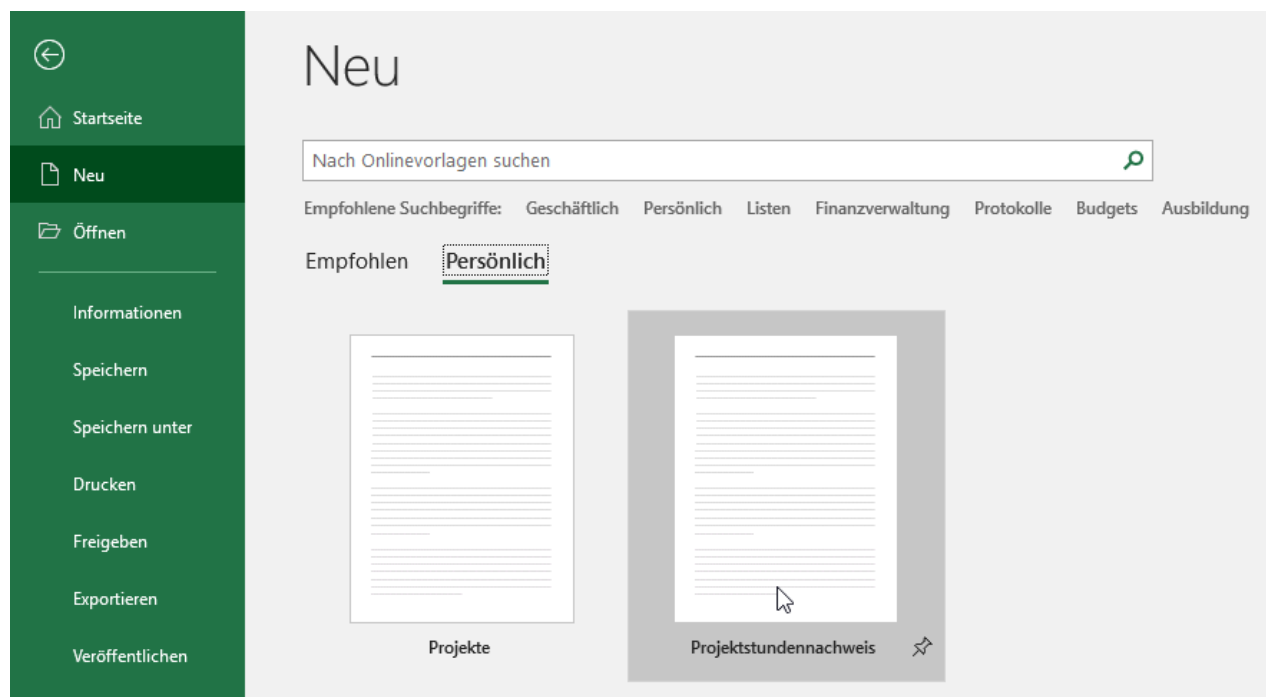 Startseite
Neu
Öffnen
Informationen
Speichern
Speichern unter
Drucken
Freigeben
Exportieren
Veröffentlichen
Neu
Nach Onlinevorlagen suchen
Empfohlene Suchbegriffe: Geschäftlich Persönlich Listen Finanzverwaltung Protokolle Budgets Ausbildung
Empfohlen Persönlich
Projekte Projektstundennachweis